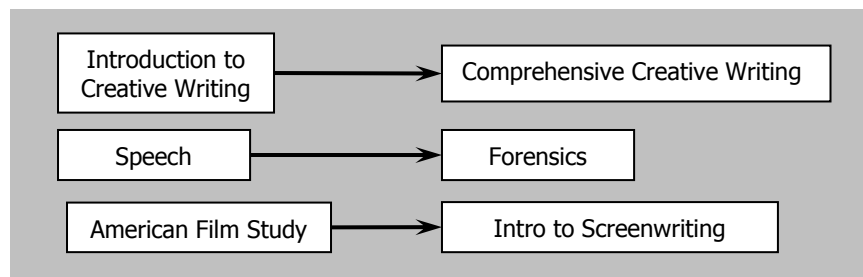 Introduction to
Creative Writing
Comprehensive Creative Writing
Speech
Forensics
American Film Study
Intro to Screenwriting